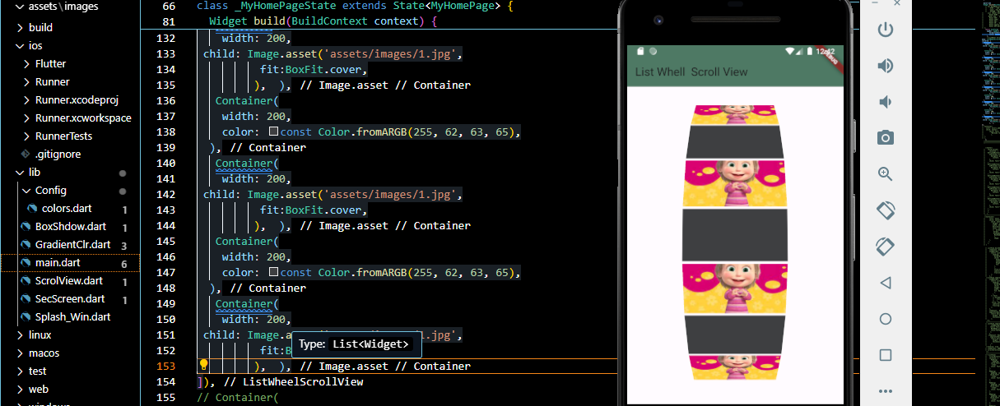 assets\images
build
ios
Flutter
Runner
Runner.xcodeproj
Runner.xcworkspace
RunnerTests
.gitignore
lib
Config
colors.dart 1
BoxShdow.dart 1
GradientClr.dart 3
main.dart 6
ScrolView.dart 1
SecScreen.dart 1
Splash_Win.dart
linux
macos
test
web
windows
66 class _MyHomePageState extends State<MyHomePage> {
81 Widget build(BuildContext context) {
132 width: 200,
133 child: Image.asset('assets/images/1.jpg',
134 fit:BoxFit.cover,
135 ), ), // Image.asset // Container
136 Container(
137 width: 200,
138 color: const Color.fromARGB(255, 62, 63, 65),
139 ), // Container
140 Container(
141 width: 200,
142 child: Image.asset('assets/images/1.jpg',
143 fit:BoxFit.cover,
144 ), ), // Image.asset // Container
145 Container(
146 width: 200,
147 color: const Color.fromARGB(255, 62, 63, 65),
148 ), // Container
149 Container(
150 width: 200,
151 child: Image.a s/1.jpg',
Type: List<Widget>
152 fit:B
153 ), ), // Image.asset // Container
154 ]), // ListWheelScrollView
155 // Container(
12:42
List Whell Scroll View